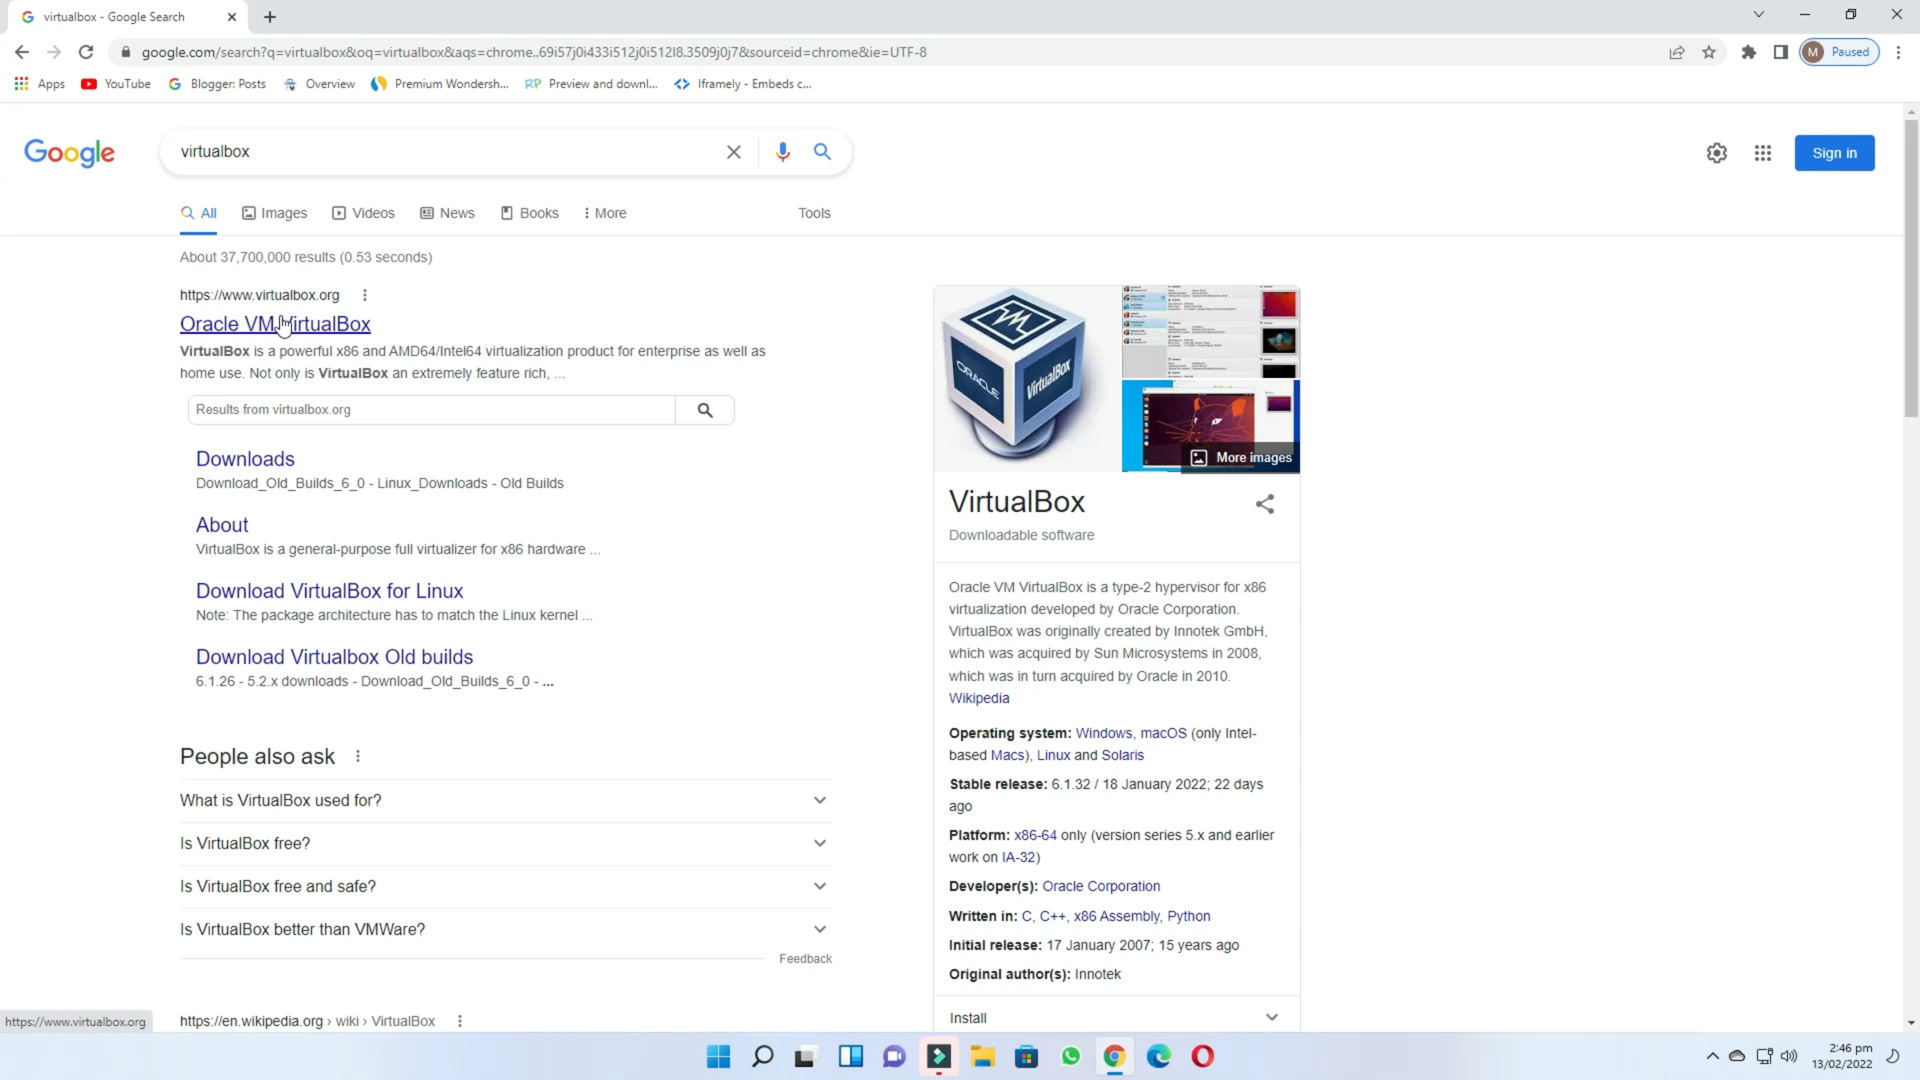 virtualbox - Google Search
google.com/search?q=virtualbox&oq=virtualbox&aqs=chrome..69i57j0i433i512j0i512l8.3509j0j7&sourceid=chrome&ie=UTF-8
M Paused
Apps YouTube Blogger: Posts Overview Premium Wondersh... RP Preview and downl... Iframely - Embeds c...
Google
virtualbox
Sign in
All Images Videos News Books More Tools
About 37,700,000 results (0.53 seconds)
https://www.virtualbox.org
Oracle VM VirtualBox
VirtualBox is a powerful x86 and AMD64/Intel64 virtualization product for enterprise as well as
home use. Not only is VirtualBox an extremely feature rich, ...
Results from virtualbox.org
Downloads
Download_Old_Builds_6_0 - Linux_Downloads - Old Builds
About
VirtualBox is a general-purpose full virtualizer for x86 hardware ...
Download VirtualBox for Linux
Note: The package architecture has to match the Linux kernel ...
Download Virtualbox Old builds
6.1.26 - 5.2.x downloads - Download_Old_Builds_6_0 - ...
People also ask
What is VirtualBox used for?
Is VirtualBox free?
Is VirtualBox free and safe?
Is VirtualBox better than VMWare?
Feedback
https://en.wikipedia.org › wiki › VirtualBox
https://www.virtualbox.org
ORACLE
VirtualBox
More images
VirtualBox
Downloadable software
Oracle VM VirtualBox is a type-2 hypervisor for x86
virtualization developed by Oracle Corporation.
VirtualBox was originally created by Innotek GmbH,
which was acquired by Sun Microsystems in 2008,
which was in turn acquired by Oracle in 2010.
Wikipedia
Operating system: Windows, macOS (only Intel-
based Macs), Linux and Solaris
Stable release: 6.1.32 / 18 January 2022; 22 days
ago
Platform: x86-64 only (version series 5.x and earlier
work on IA-32)
Developer(s): Oracle Corporation
Written in: C, C++, x86 Assembly, Python
Initial release: 17 January 2007; 15 years ago
Original author(s): Innotek
Install
2:46 pm
13/02/2022